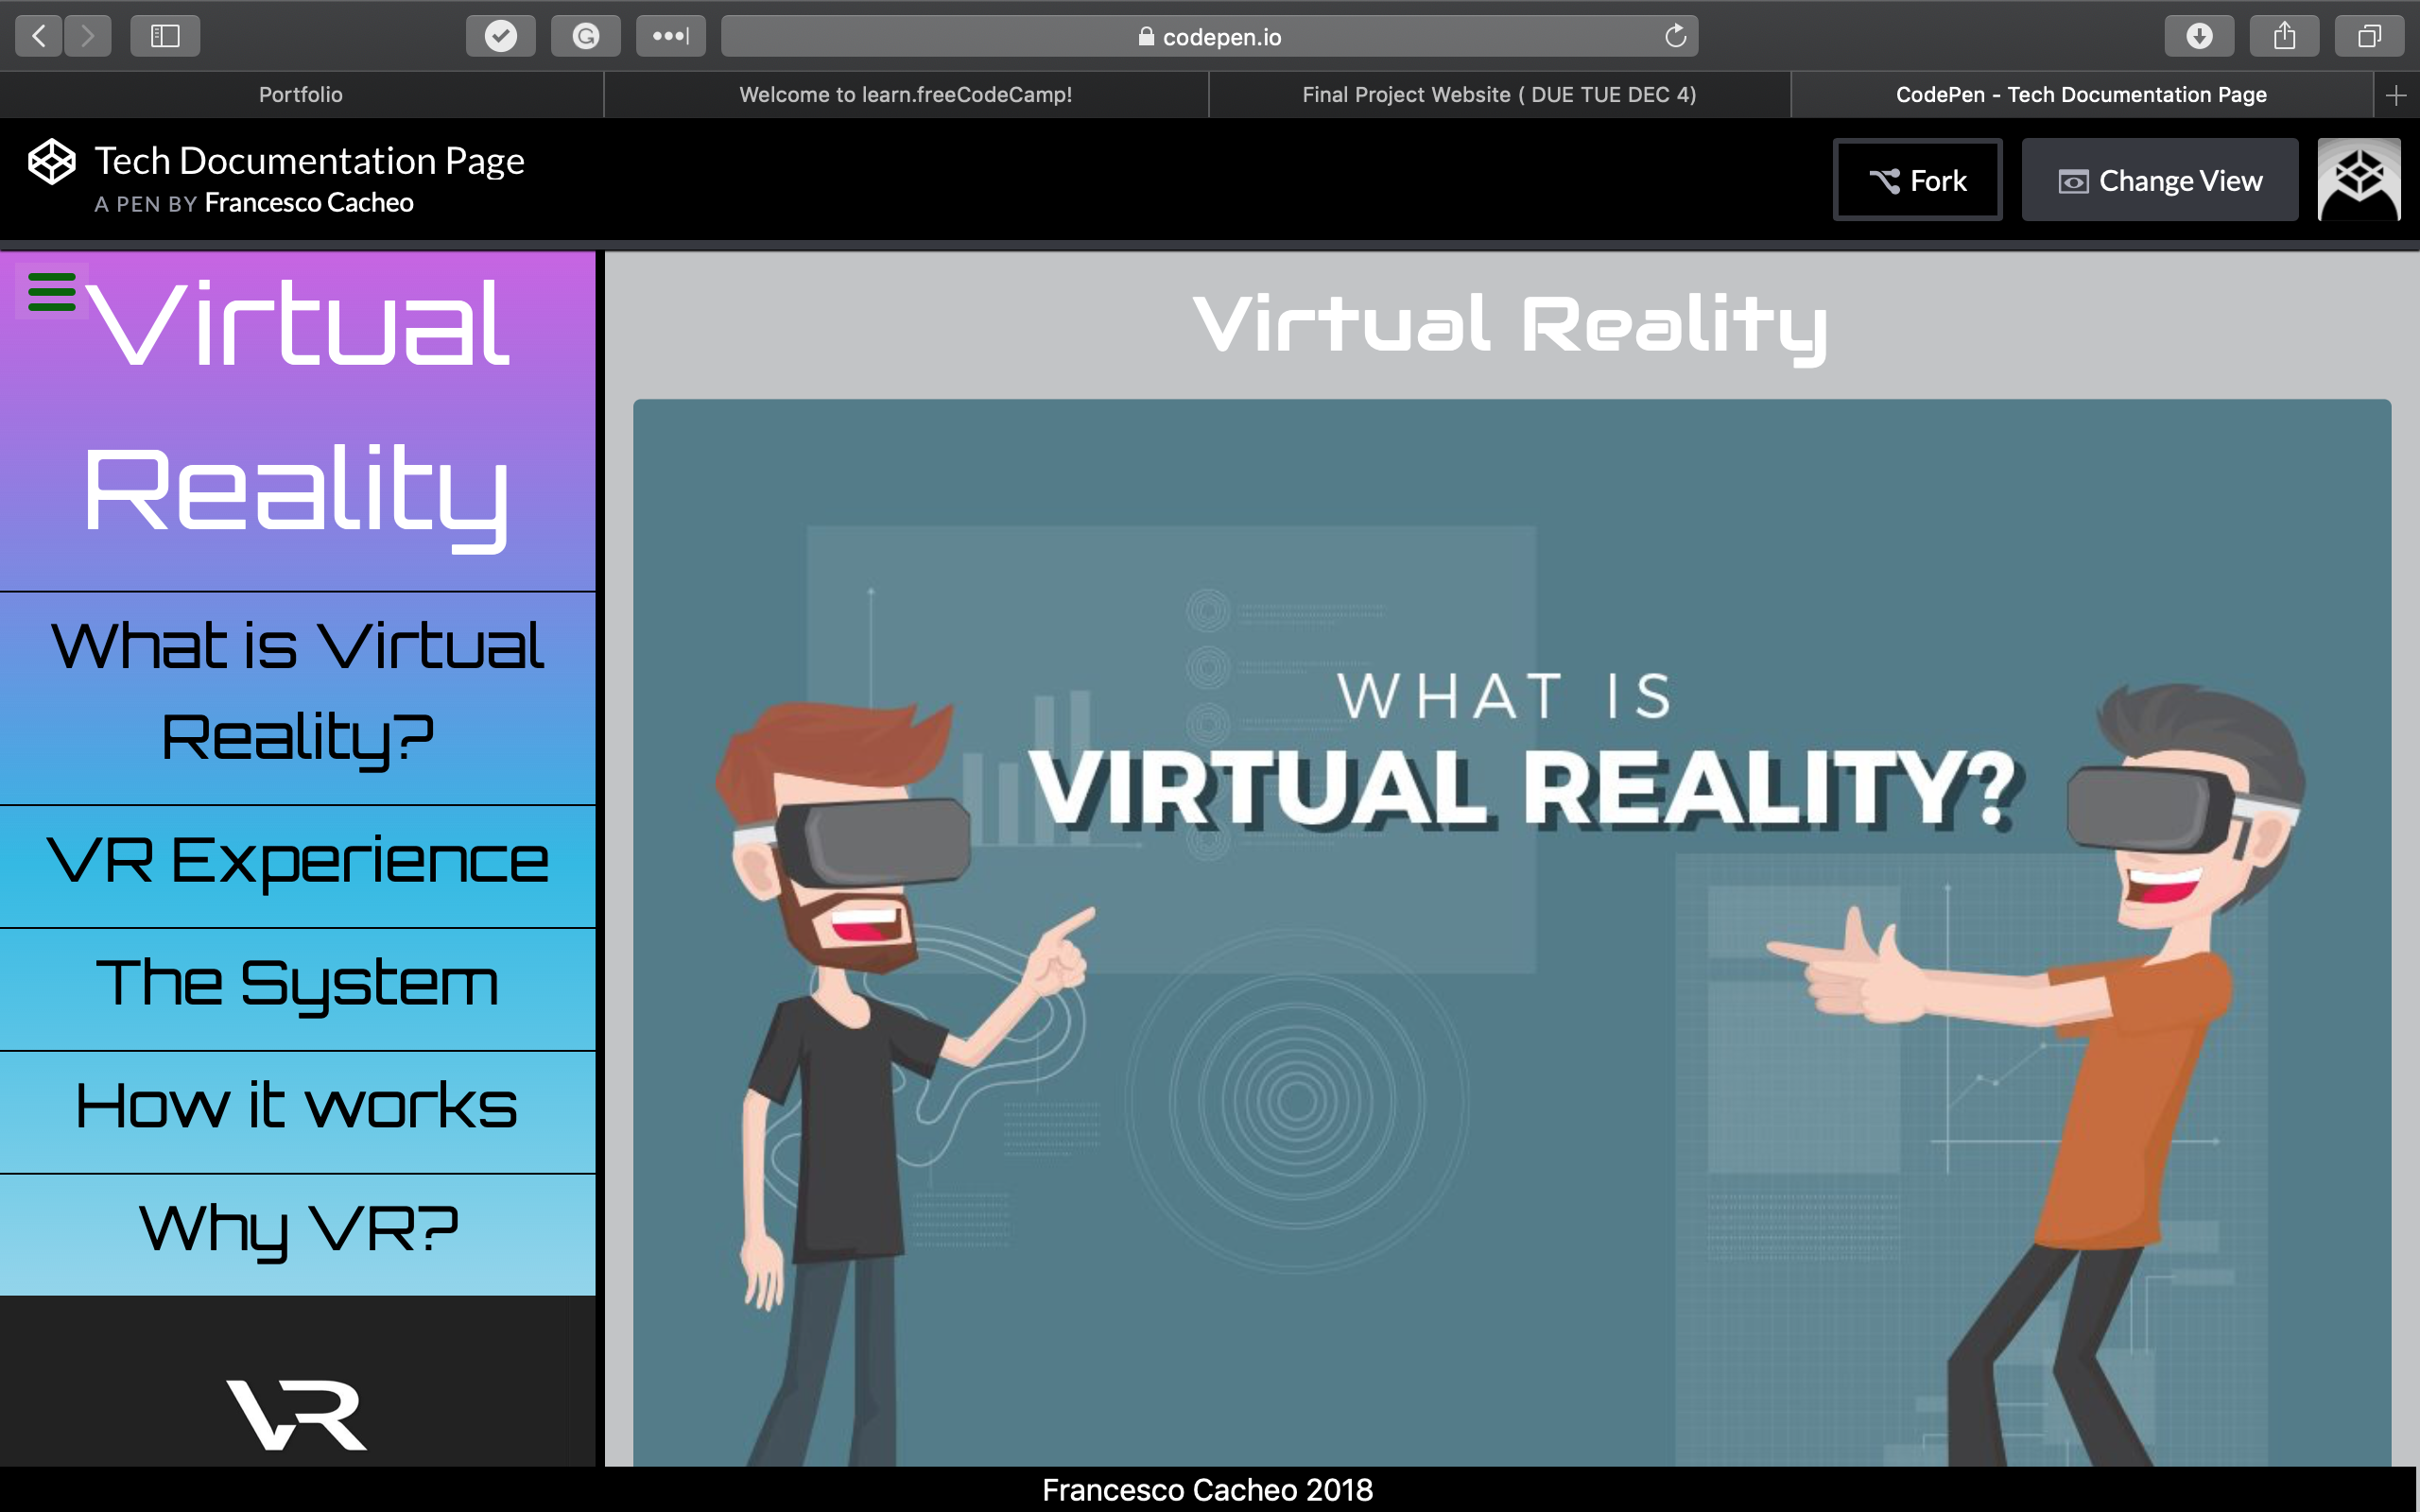 codepen.io
Portfolio
Welcome to learn.freeCodeCamp!
Final Project Website ( DUE TUE DEC 4)
CodePen - Tech Documentation Page
Tech Documentation Page
A PEN BY Francesco Cacheo
Fork
Change View
Virtual
Reality
What is Virtual
Reality?
VR Experience
The System
How it works
Why VR?
VR
Virtual Reality
WHAT IS
VIRTUAL REALITY?
Francesco Cacheo 2018